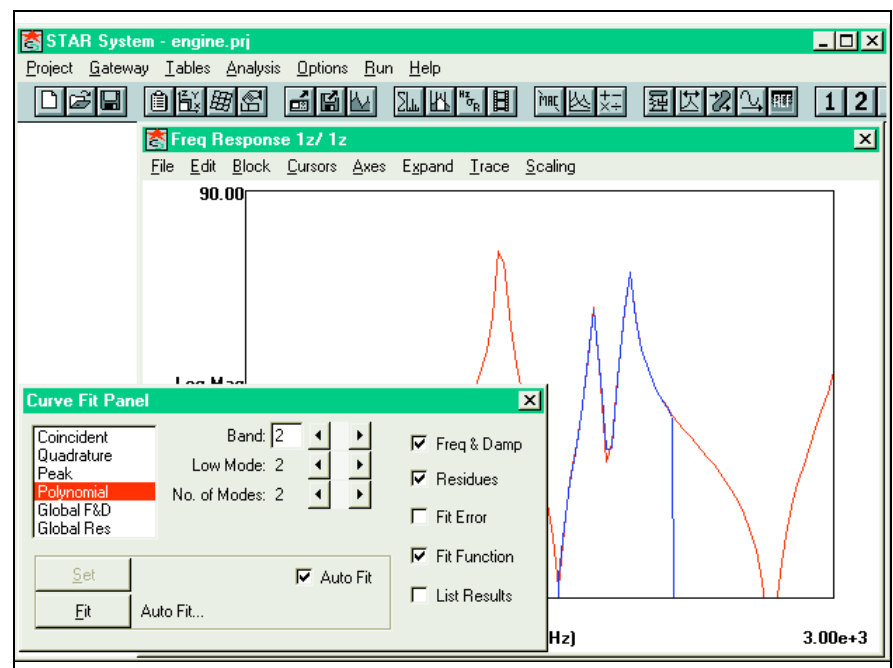 STAR System - engine.prj
Project Gateway Tables Analysis Options Run Help
1 2
Freq Response 1z/ 1z
File Edit Block Cursors Axes Expand Trace Scaling
90.00
Log Mag
Curve Fit Panel
Coincident
Quadrature
Peak
Polynomial
Global F&D
Global Res
Band: 2
Low Mode: 2
No. of Modes: 2
Freq & Damp
Residues
Fit Error
Fit Function
List Results
Set
Auto Fit
Fit
Auto Fit...
Hz)
3.00e+3